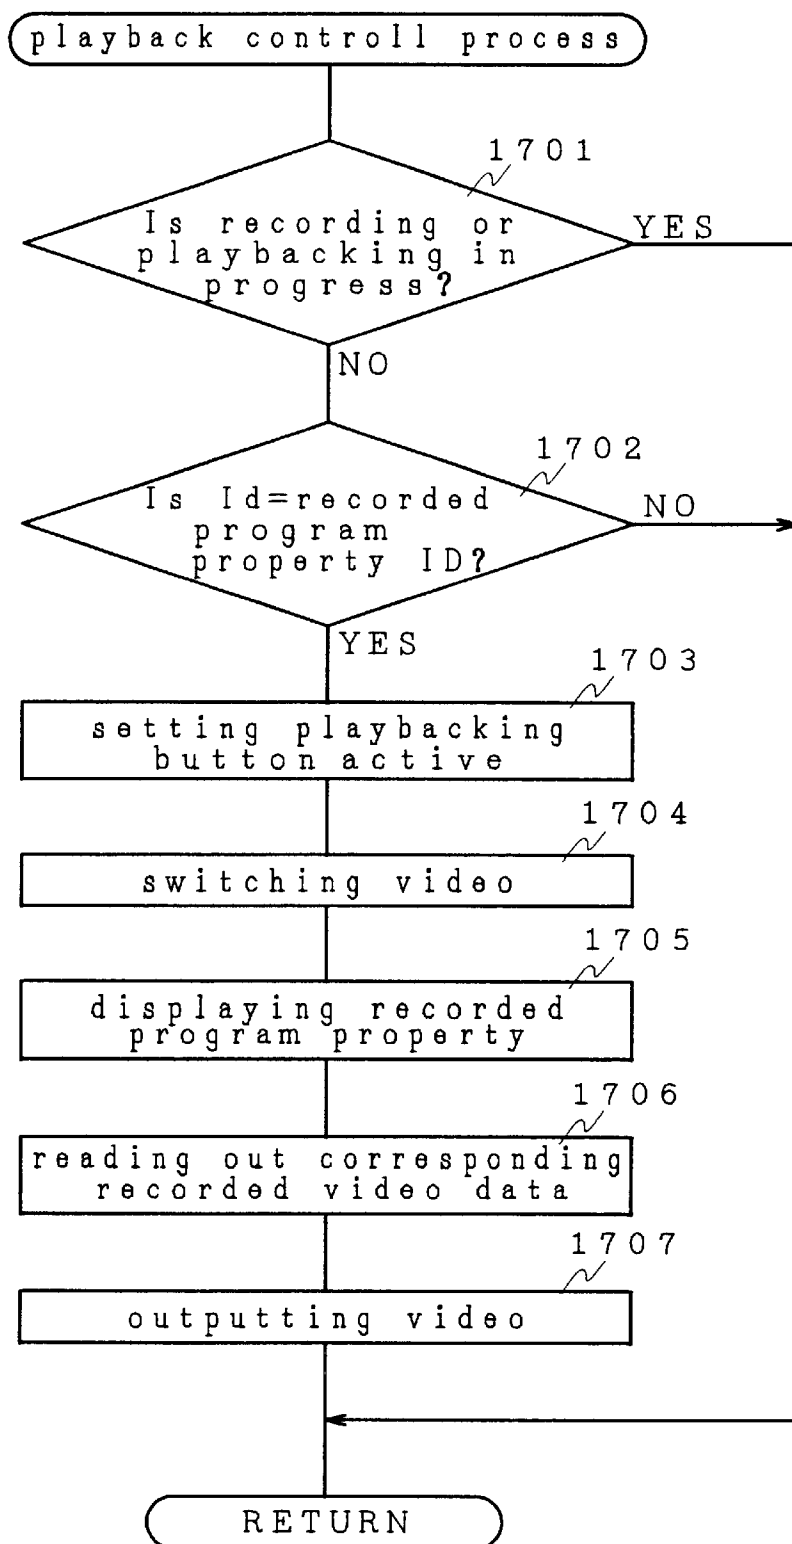 playback controll process
1701
Is recording or
playbacking in
progress?
YES
NO
1702
Is Id=recorded
program
property ID?
NO
YES
1703
setting playbacking
button active
1704
switching video
1705
displaying recorded
program property
1706
reading out corresponding
recorded video data
1707
outputting video
RETURN